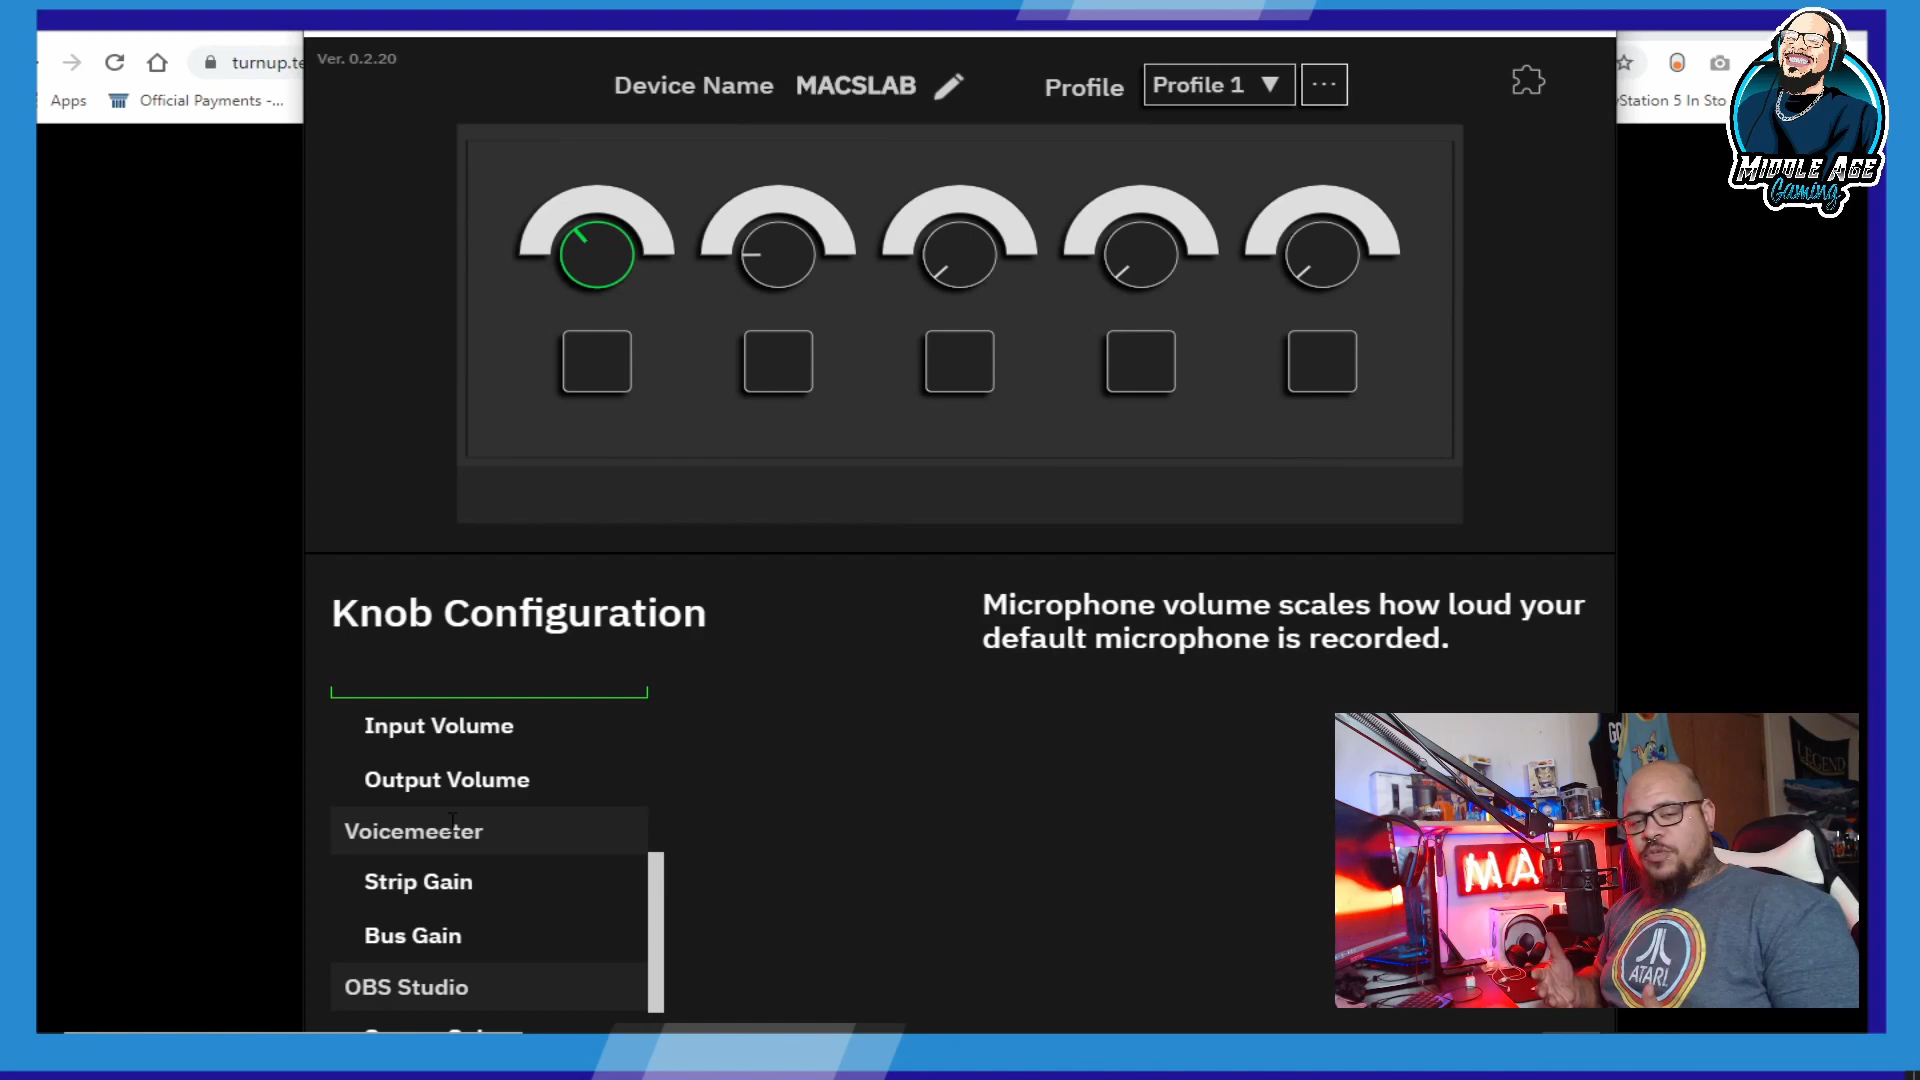 turnup.te
Apps
Official Payments -...
Station 5 In Sto
MIDDLE AGE
Gaming
Ver. 0.2.20
Device Name MACSLAB
Profile Profile 1 ▼ ...
Knob Configuration
Microphone volume scales how loud your
default microphone is recorded.
Input Volume
Output Volume
Voicemeeter
Strip Gain
Bus Gain
OBS Studio
LEGEND
GO
MA
ATARI